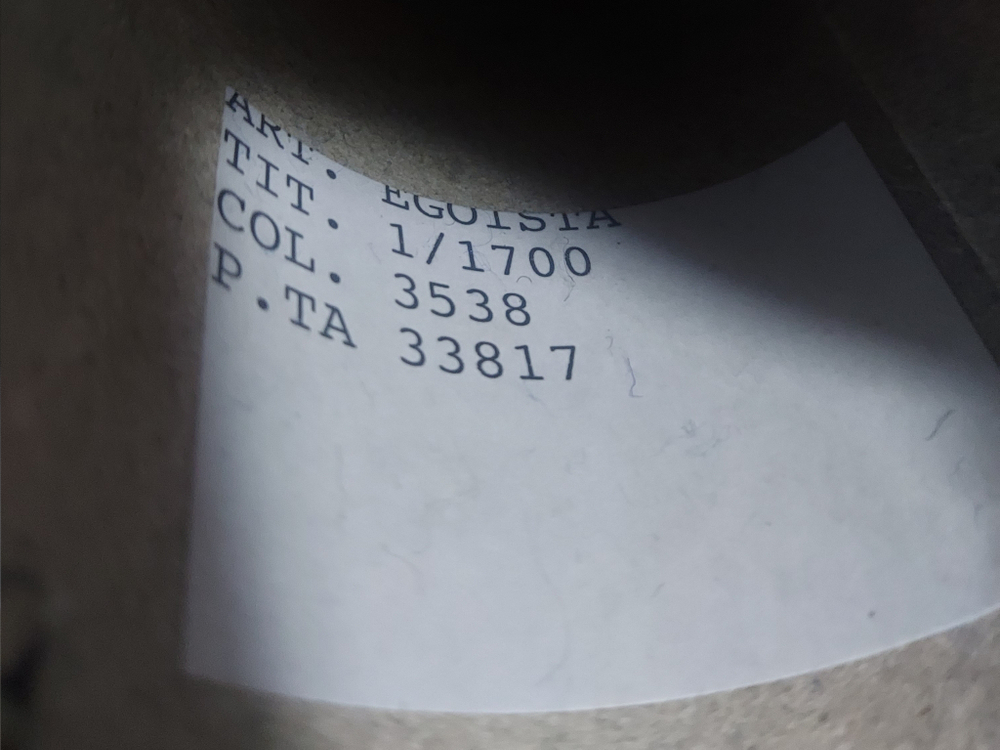 ART. EGOISTA
TIT. 1/1700
COL. 3538
P.TA 33817